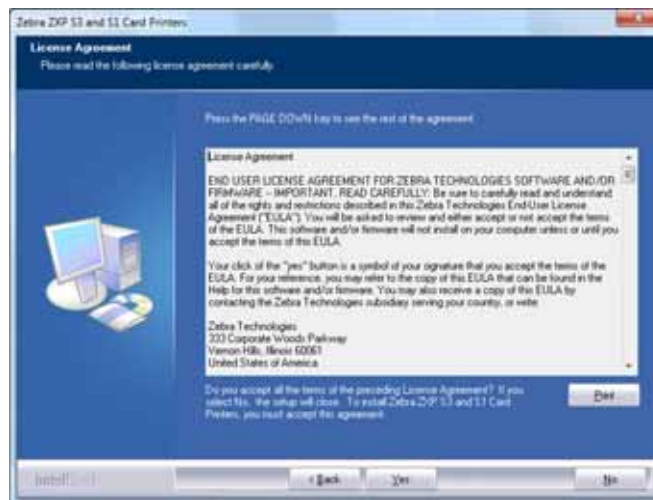 Zebra ZXP S3 and S1 Card Printers
License Agreement
Please read the following license agreement carefully.
Press the PAGE DOWN key to see the rest of the agreement.
License Agreement
END USER LICENSE AGREEMENT FOR ZEBRA TECHNOLOGIES SOFTWARE AND/OR
FIRMWARE – IMPORTANT. READ CAREFULLY: Be sure to carefully read and understand
all of the rights and restrictions described in this Zebra Technologies End-User License
Agreement ("EULA"). You will be asked to review and either accept or not accept the terms
of the EULA. This software and/or firmware will not install on your computer unless or until you
accept the terms of this EULA.
Your click of the "yes" button is a symbol of your signature that you accept the terms of the
EULA. For your reference, you may refer to the copy of this EULA that can be found in the
Help for this software and/or firmware. You may also receive a copy of this EULA by
contacting the Zebra Technologies subsidiary serving your country, or write:
Zebra Technologies
333 Corporate Woods Parkway
Vernon Hills, Illinois 60061
United States of America
Do you accept all the terms of the preceding License Agreement? If you
select No, the setup will close. To install Zebra ZXP S3 and S1 Card
Printers, you must accept this agreement.
Print
< Back
Yes
No